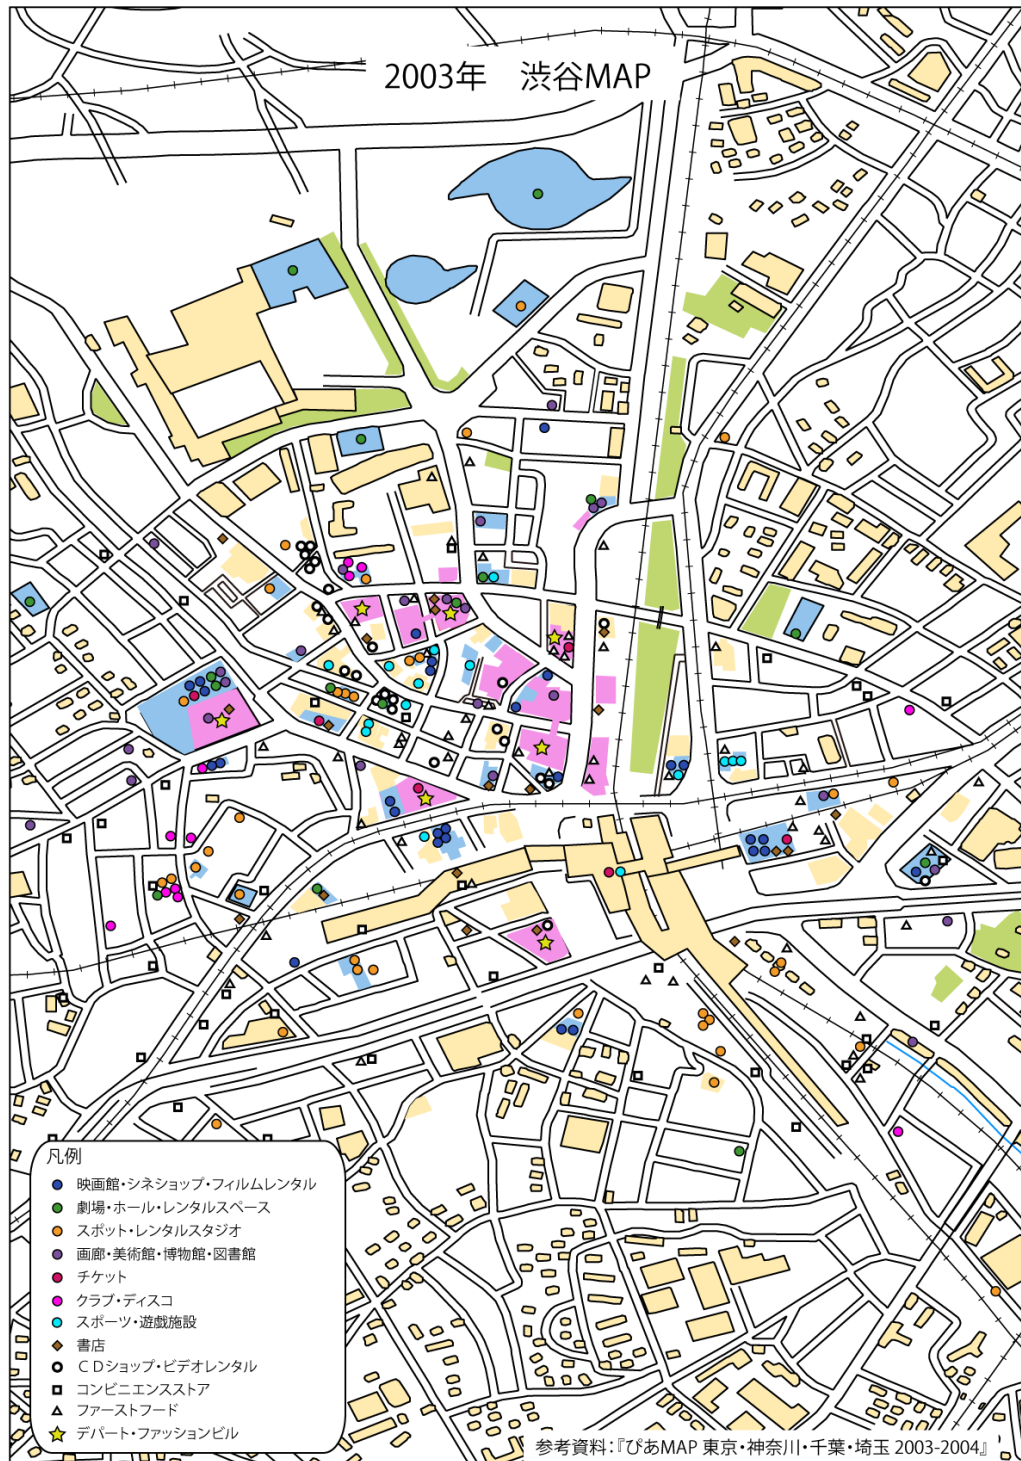 2003年　渋谷MAP
凡例
映画館・シネショップ・フィルムレンタル
劇場・ホール・レンタルスペース
スポット・レンタルスタジオ
画廊・美術館・博物館・図書館
チケット
クラブ・ディスコ
スポーツ・遊戯施設
書店
ＣＤショップ・ビデオレンタル
コンビニエンスストア
ファーストフード
デパート・ファッションビル
参考資料:『ぴあMAP 東京・神奈川・千葉・埼玉 2003-2004』